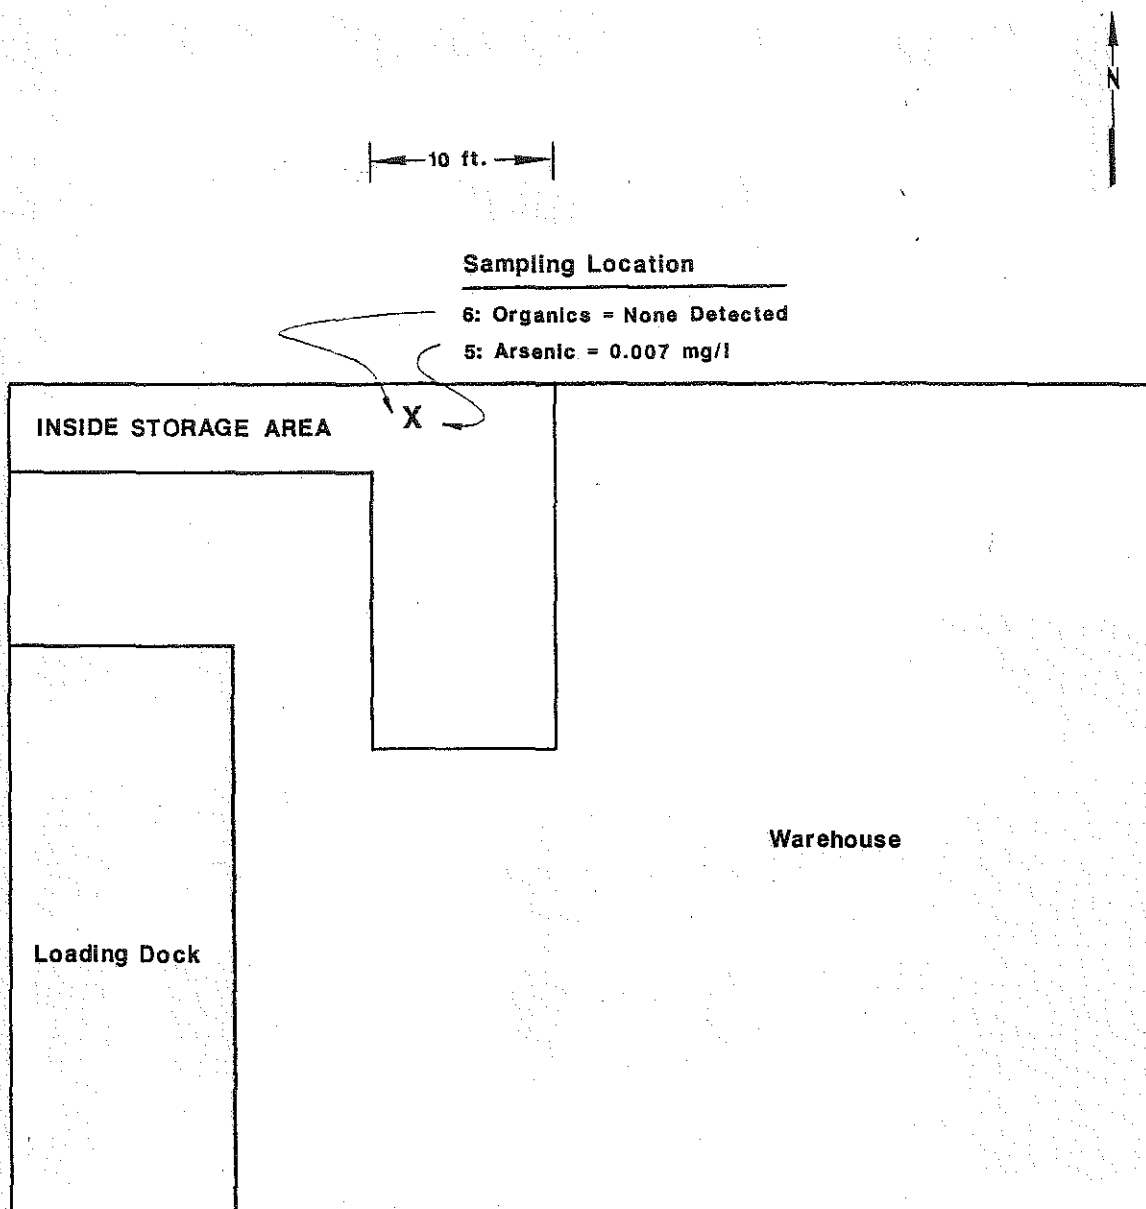 N
10 ft.
Sampling Location
6: Organics = None Detected
5: Arsenic = 0.007 mg/l
INSIDE STORAGE AREA
X
Warehouse
Loading Dock